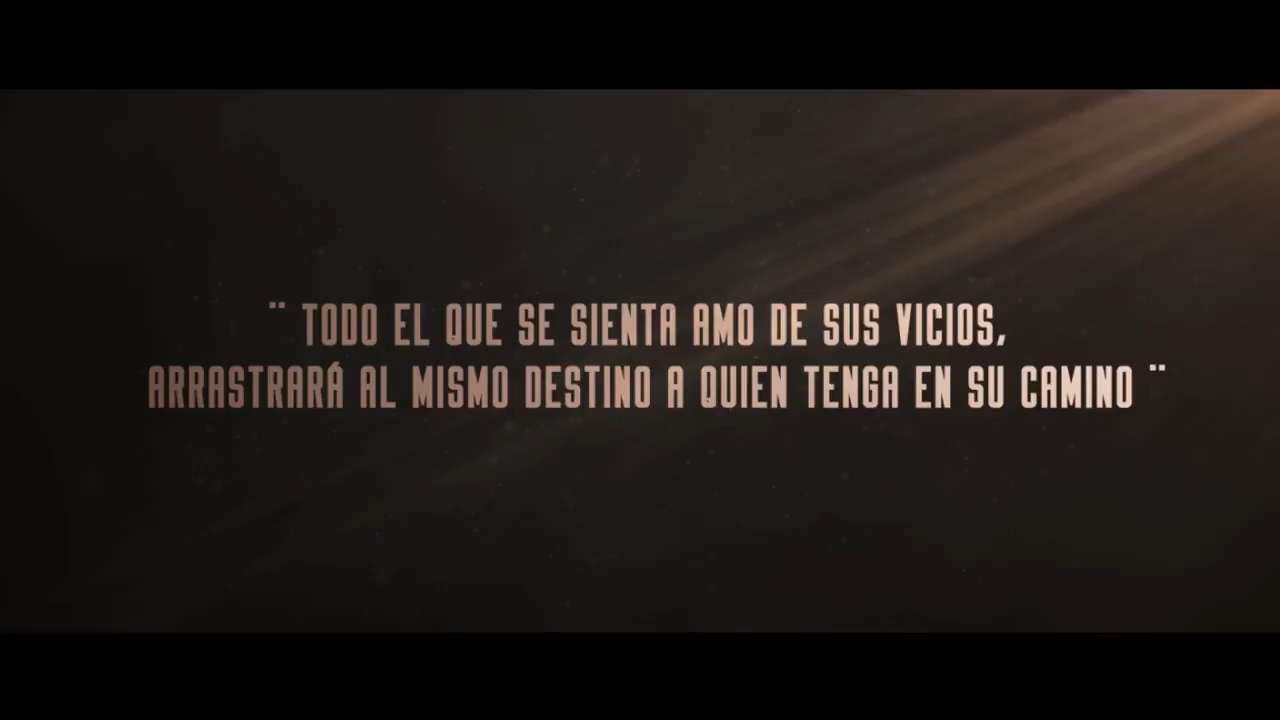 ¨ TODO EL QUE SE SIENTA AMO DE SUS VICIOS,
ARRASTRARÁ AL MISMO DESTINO A QUIEN TENGA EN SU CAMINO ¨